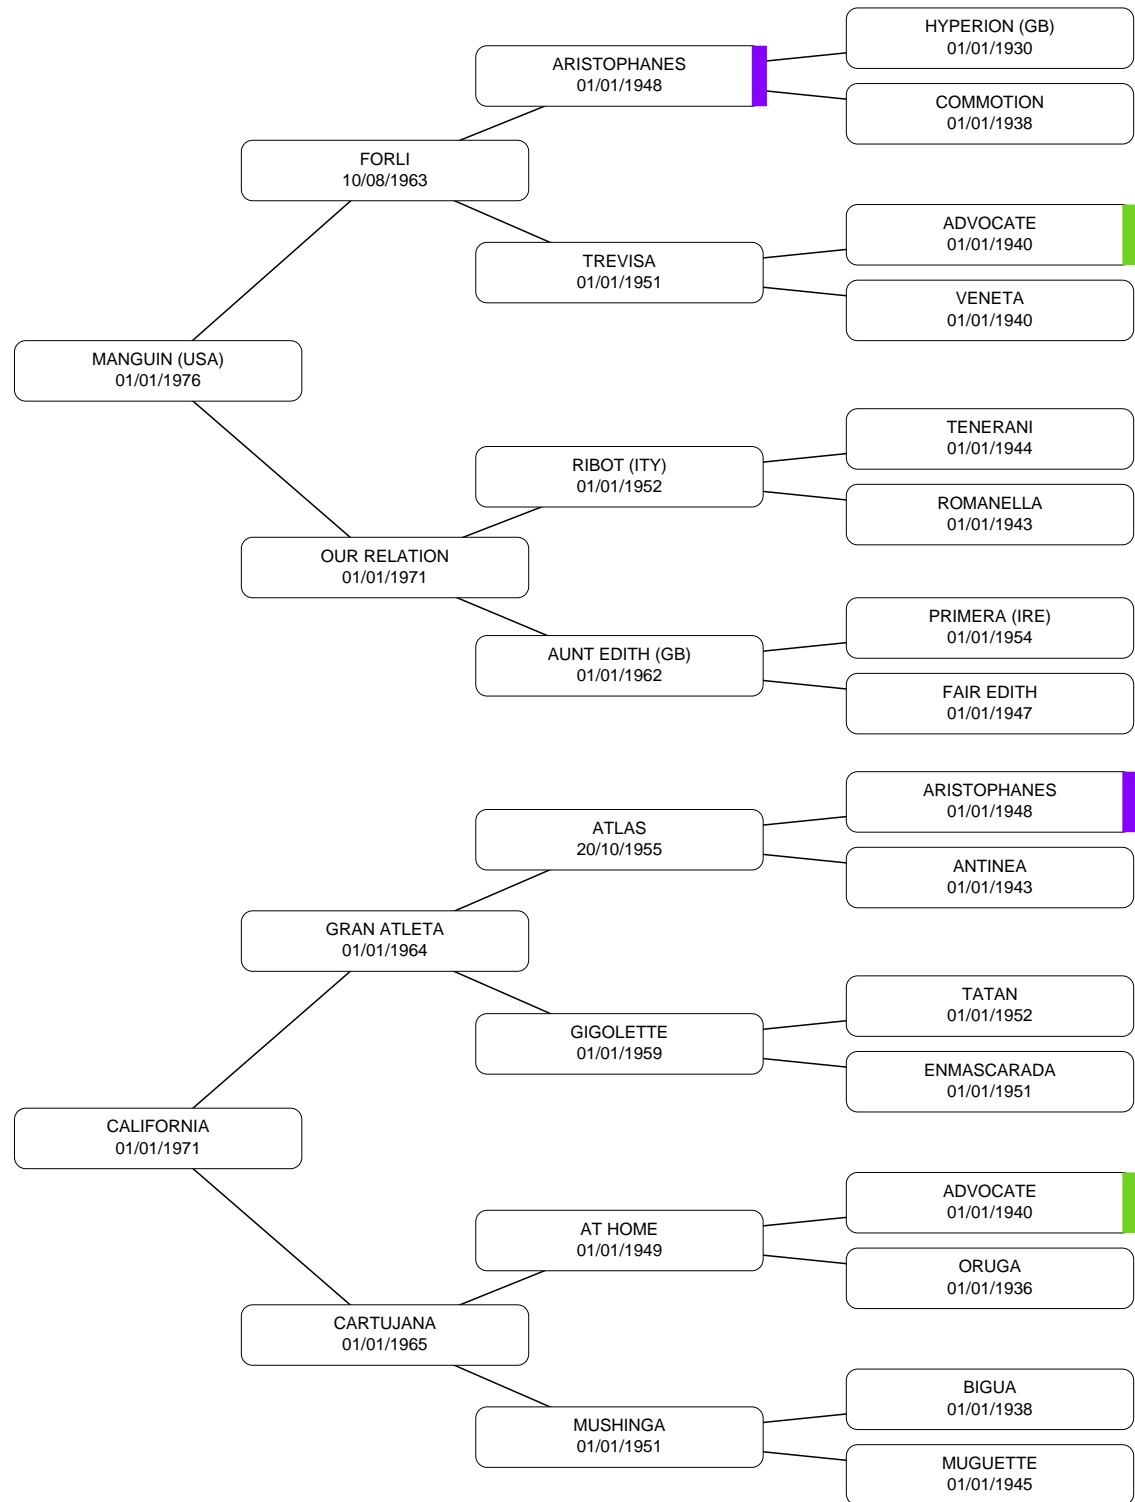 HYPERION (GB)
01/01/1930
ARISTOPHANES
01/01/1948
COMMOTION
01/01/1938
FORLI
10/08/1963
ADVOCATE
01/01/1940
TREVISA
01/01/1951
VENETA
01/01/1940
MANGUIN (USA)
01/01/1976
TENERANI
01/01/1944
RIBOT (ITY)
01/01/1952
ROMANELLA
01/01/1943
OUR RELATION
01/01/1971
PRIMERA (IRE)
01/01/1954
AUNT EDITH (GB)
01/01/1962
FAIR EDITH
01/01/1947
ARISTOPHANES
01/01/1948
ATLAS
20/10/1955
ANTINEA
01/01/1943
GRAN ATLETA
01/01/1964
TATAN
01/01/1952
GIGOLETTE
01/01/1959
ENMASCARADA
01/01/1951
CALIFORNIA
01/01/1971
ADVOCATE
01/01/1940
AT HOME
01/01/1949
ORUGA
01/01/1936
CARTUJANA
01/01/1965
BIGUA
01/01/1938
MUSHINGA
01/01/1951
MUGUETTE
01/01/1945